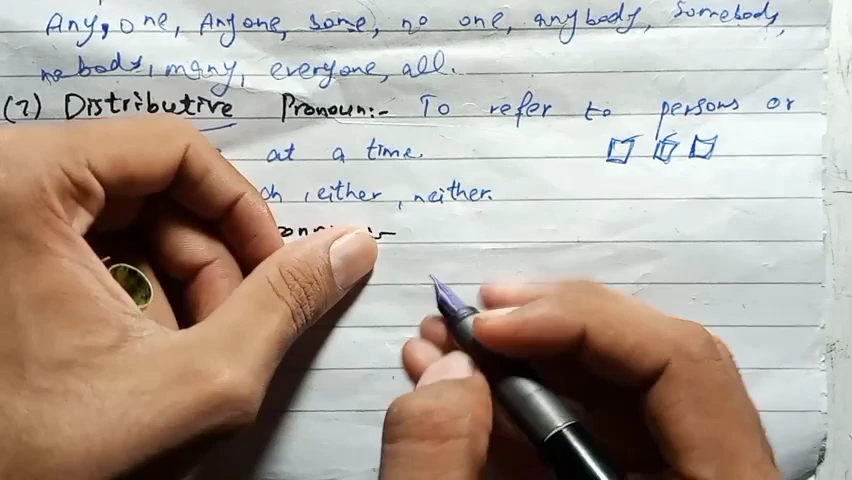 Any, one, Anyone, some, no one, anybody, Somebody,
nobody, many, everyone, all.
(7) Distributive Pronoun:- To refer to persons or
at a time.
either, neither.